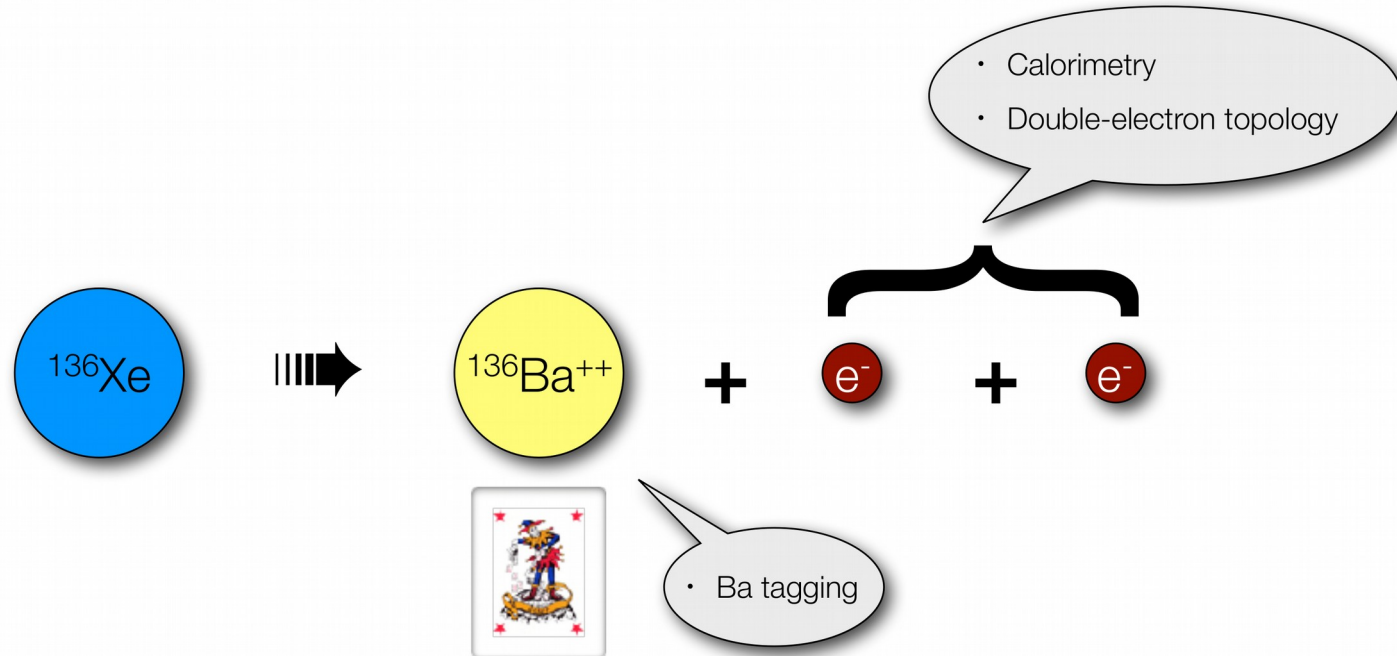 • Calorimetry
• Double-electron topology
¹³⁶Xe
¹³⁶Ba⁺⁺ + e⁻ + e⁻
• Ba tagging